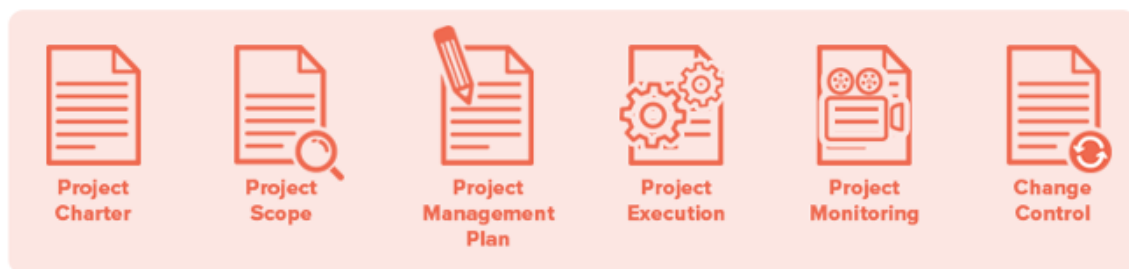 Project
Charter
Project
Scope
Project
Management
Plan
Project
Execution
Project
Monitoring
Change
Control